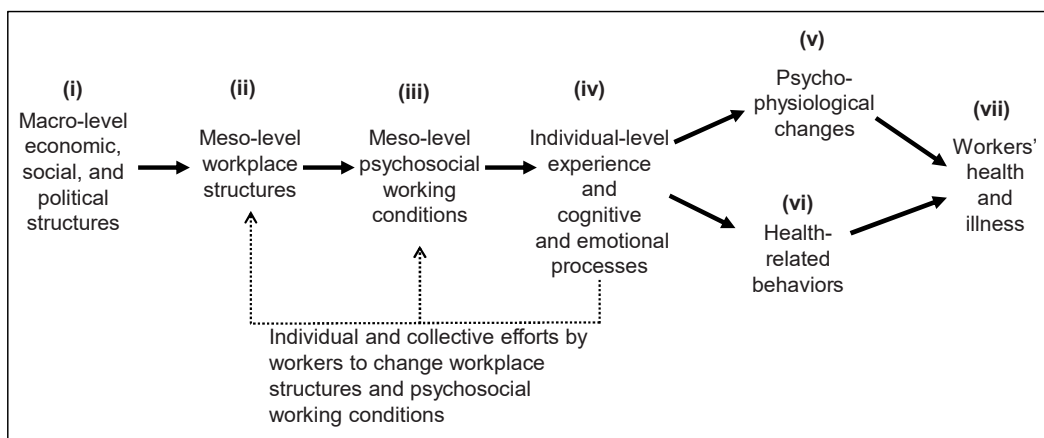 (i)
Macro-level
economic,
social, and
political
structures
(ii)
Meso-level
workplace
structures
(iii)
Meso-level
psychosocial
working
conditions
(iv)
Individual-level
experience
and
cognitive
and emotional
processes
(v)
Psycho-
physiological
changes
(vi)
Health-
related
behaviors
(vii)
Workers’
health
and
illness
Individual and collective efforts by
workers to change workplace
structures and psychosocial
working conditions